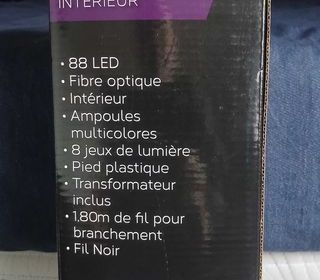 INTÉRIEUR
• 88 LED
• Fibre optique
• Intérieur
• Ampoules
multicolores
• 8 jeux de lumière
• Pied plastique
• Transformateur
inclus
• 1.80m de fil pour
branchement
• Fil Noir